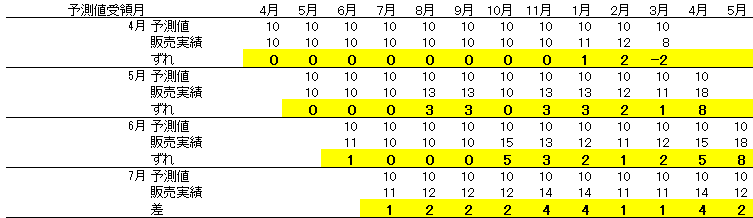 予測値受領月 4月 5月 6月 7月 8月 9月 10月 11月 12月 1月 2月 3月 4月 5月
4月 予測値 10 10 10 10 10 10 10 10 10 10 10
販売実績 10 10 10 10 10 10 10 10 11 12 8
ずれ 0 0 0 0 0 0 0 0 1 2 -2
5月 予測値 10 10 10 10 10 10 10 10 10 10 10
販売実績 10 10 10 13 13 10 13 13 12 11 18
ずれ 0 0 0 3 3 0 3 3 2 1 8
6月 予測値 10 10 10 10 10 10 10 10 10 10 10
販売実績 11 10 10 10 15 13 12 11 12 15 18
ずれ 1 0 0 0 5 3 2 1 2 5 8
7月 予測値 10 10 10 10 10 10 10 10 10 10
販売実績 11 12 12 12 14 14 11 11 14 12
差 1 2 2 2 4 4 1 1 4 2